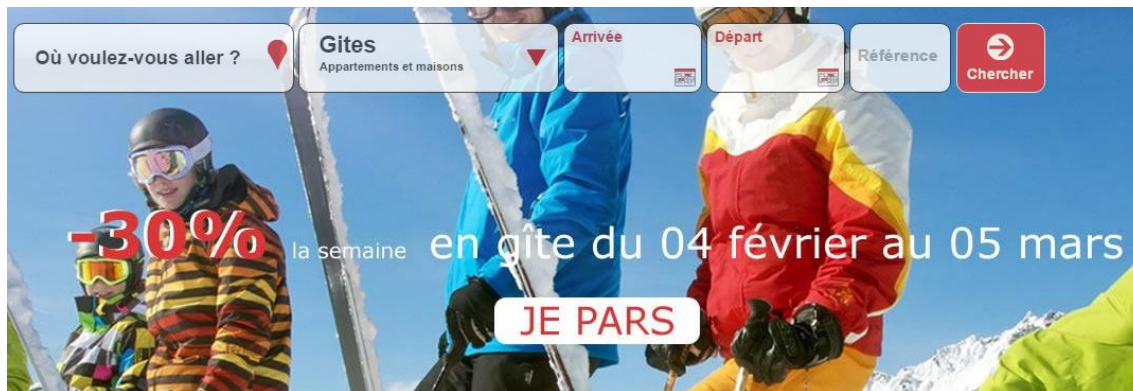 Où voulez-vous aller ?
Gites
Appartements et maisons
Arrivée
Départ
Référence
Chercher
-30% la semaine en gîte du 04 février au 05 mars
JE PARS